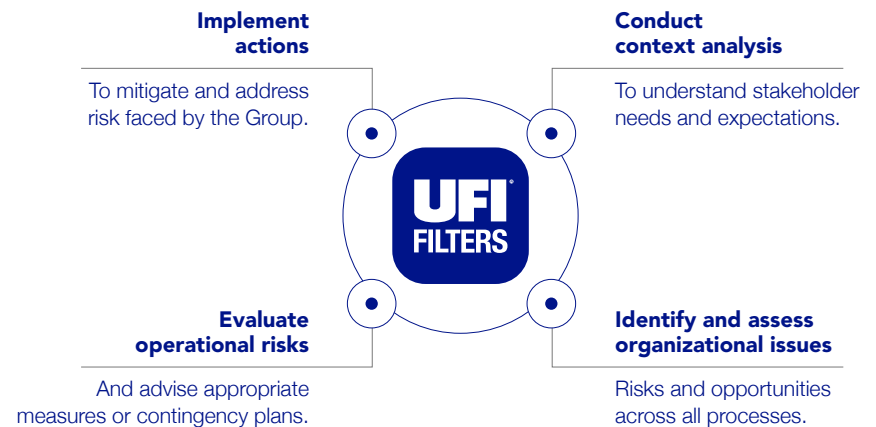 Implement
actions
To mitigate and address
risk faced by the Group.
Conduct
context analysis
To understand stakeholder
needs and expectations.
UFI
FILTERS
Evaluate
operational risks
And advise appropriate
measures or contingency plans.
Identify and assess
organizational issues
Risks and opportunities
across all processes.